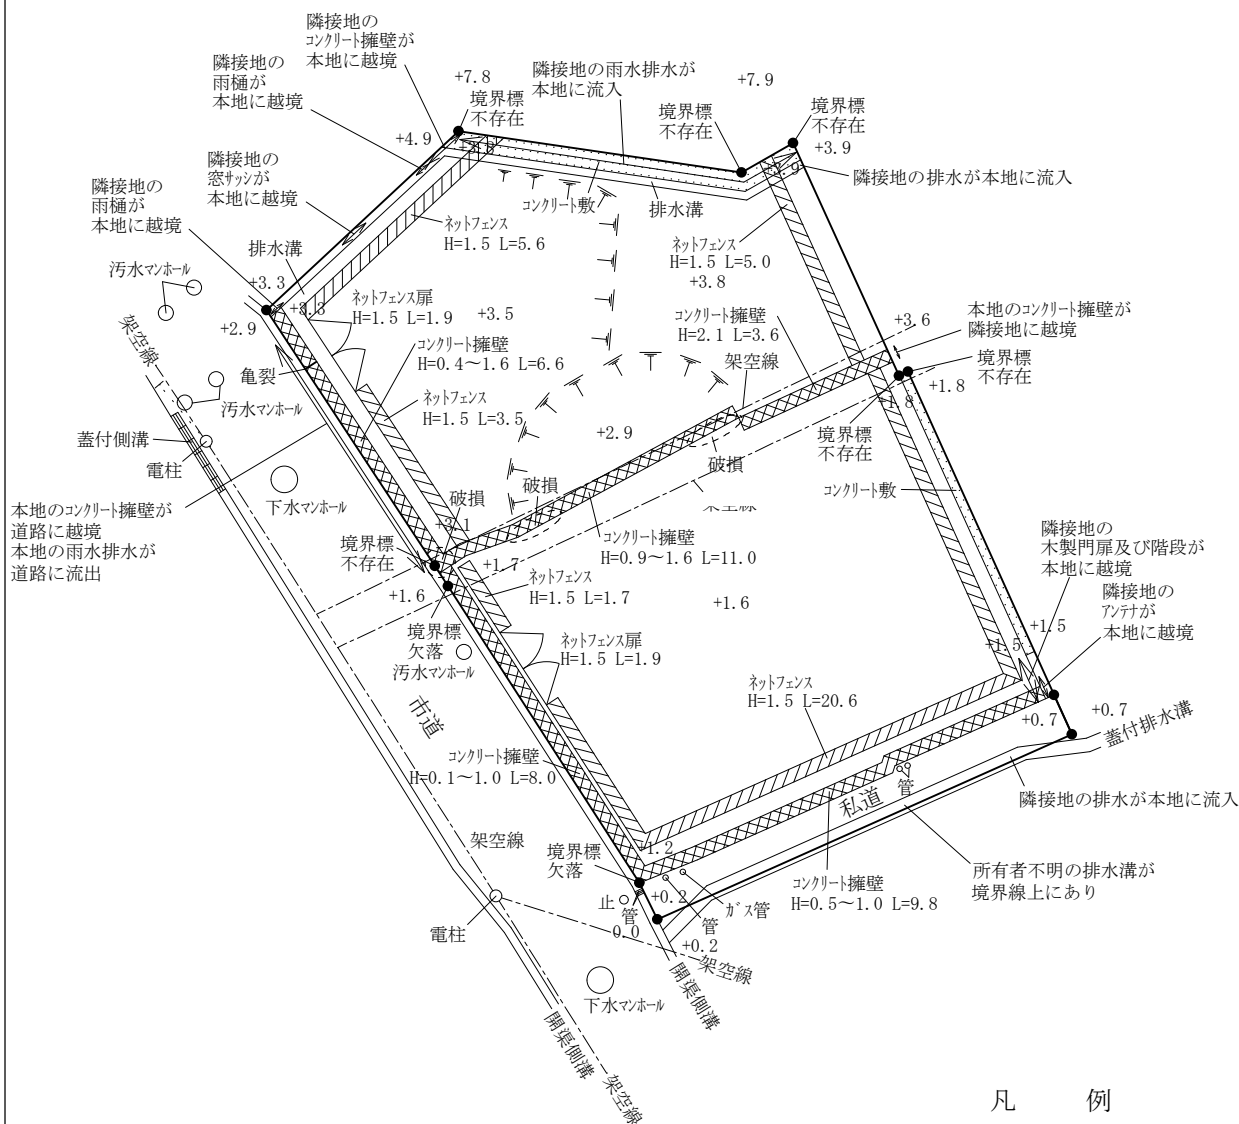 隣接地の
ｺﾝｸﾘｰﾄ擁壁が
本地に越境
隣接地の
雨樋が
本地に越境
+7.8
境界標
不存在
隣接地の雨水排水が
本地に流入
+7.9
境界標
不存在
境界標
不存在
+4.9
+3.9
隣接地の
窓ｻｯｼが
本地に越境
隣接地の排水が本地に流入
隣接地の
雨樋が
本地に越境
ｺﾝｸﾘｰﾄ敷
排水溝
ﾈｯﾄﾌｪﾝｽ
H=1.5 L=5.6
ﾈｯﾄﾌｪﾝｽ
H=1.5 L=5.0
排水溝
汚水ﾏﾝﾎｰﾙ
+3.3
+3.3
+3.8
ﾈｯﾄﾌｪﾝｽ扉
H=1.5 L=1.9
+3.5
ｺﾝｸﾘｰﾄ擁壁
H=2.1 L=3.6
本地のｺﾝｸﾘｰﾄ擁壁が
隣接地に越境
+3.6
架空線
+2.9
ｺﾝｸﾘｰﾄ擁壁
H=0.4～1.6 L=6.6
架空線
境界標
不存在
+1.8
亀裂
ﾈｯﾄﾌｪﾝｽ
H=1.5 L=3.5
+1.8
汚水ﾏﾝﾎｰﾙ
+2.9
境界標
不存在
蓋付側溝
電柱
破損
破損
破損
ｺﾝｸﾘｰﾄ敷
下水ﾏﾝﾎｰﾙ
架空線
本地のｺﾝｸﾘｰﾄ擁壁が
道路に越境
本地の雨水排水が
道路に流出
+3.1
隣接地の
木製門扉及び階段が
本地に越境
境界標
不存在
ｺﾝｸﾘｰﾄ擁壁
H=0.9～1.6 L=11.0
+1.7
ﾈｯﾄﾌｪﾝｽ
H=1.5 L=1.7
+1.6
+1.6
隣接地の
ｱﾝﾃﾅが
本地に越境
境界標
欠落
+1.5
+1.5
ﾈｯﾄﾌｪﾝｽ扉
H=1.5 L=1.9
汚水ﾏﾝﾎｰﾙ
ﾈｯﾄﾌｪﾝｽ
H=1.5 L=20.6
市道
+0.7
+0.7
蓋付排水溝
ｺﾝｸﾘｰﾄ擁壁
H=0.1～1.0 L=8.0
管
私道
隣接地の排水が本地に流入
架空線
境界標
欠落
+1.2
所有者不明の排水溝が
境界線上にあり
ｺﾝｸﾘｰﾄ擁壁
H=0.5～1.0 L=9.8
止
+0.2
管
ｶﾞｽ管
管
0.0
電柱
+0.2
架空線
開渠側溝
下水ﾏﾝﾎｰﾙ
開渠側溝
架空線
凡 例